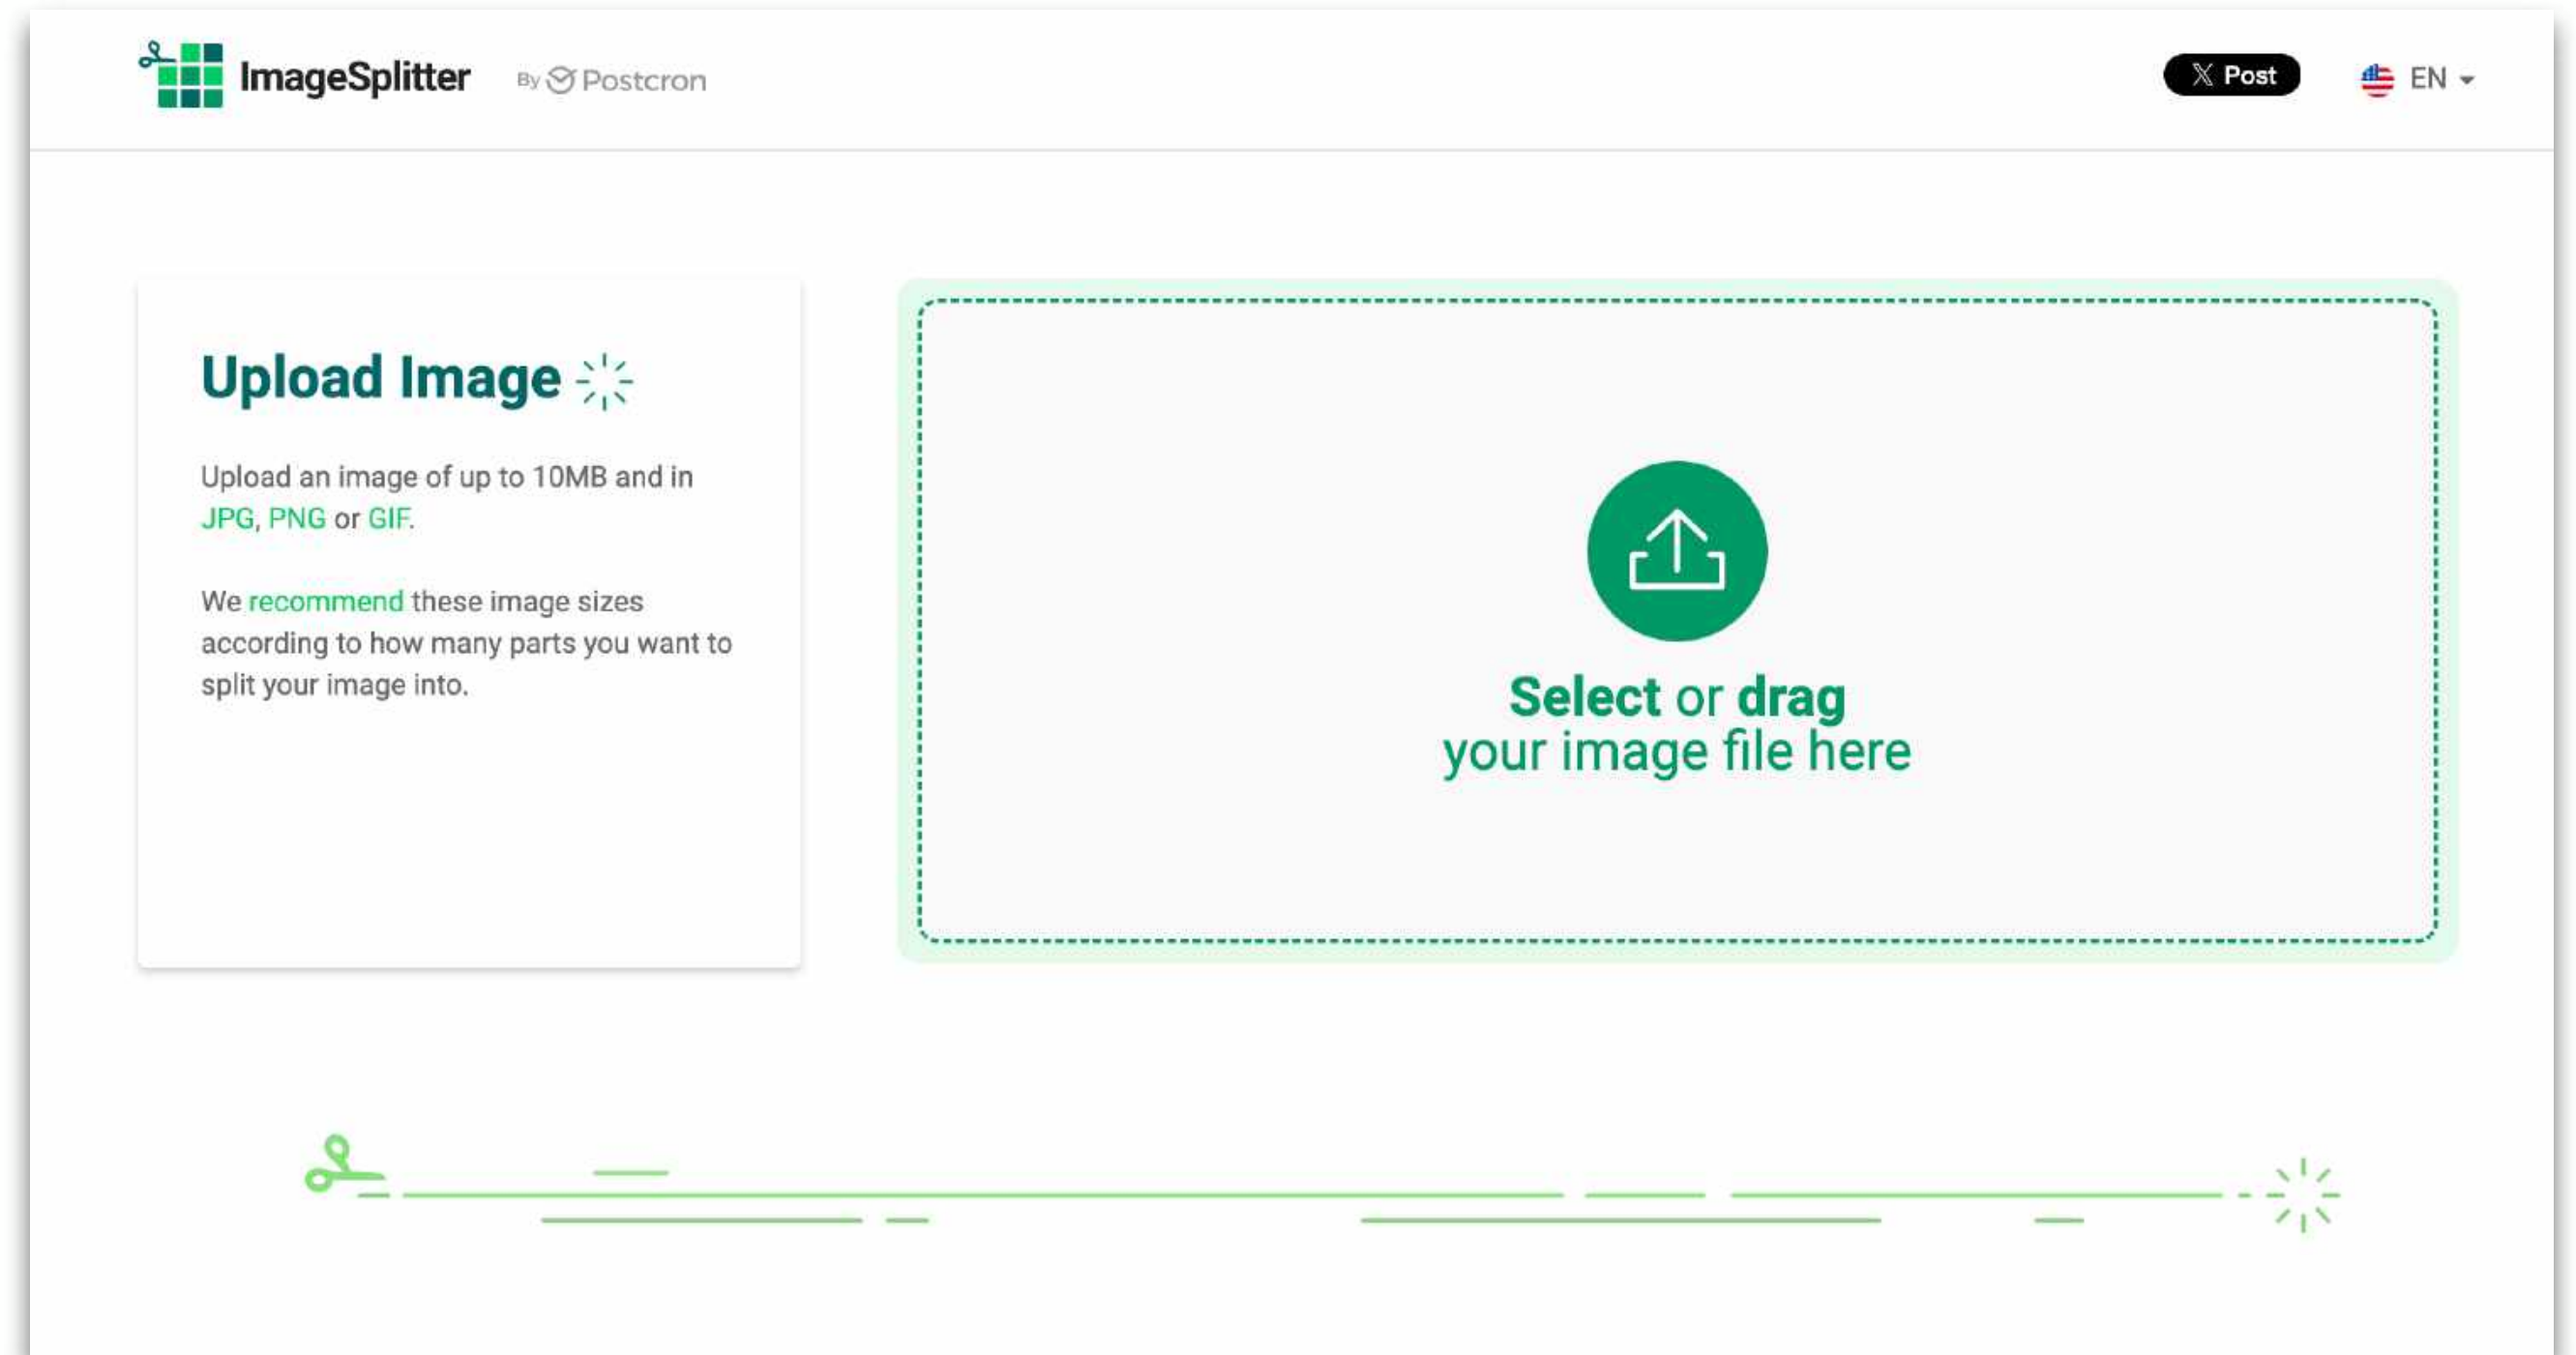 ImageSplitter By Postcron
X Post EN
Upload Image
Upload an image of up to 10MB and in
JPG, PNG or GIF.
We recommend these image sizes
according to how many parts you want to
split your image into.
Select or drag
your image file here